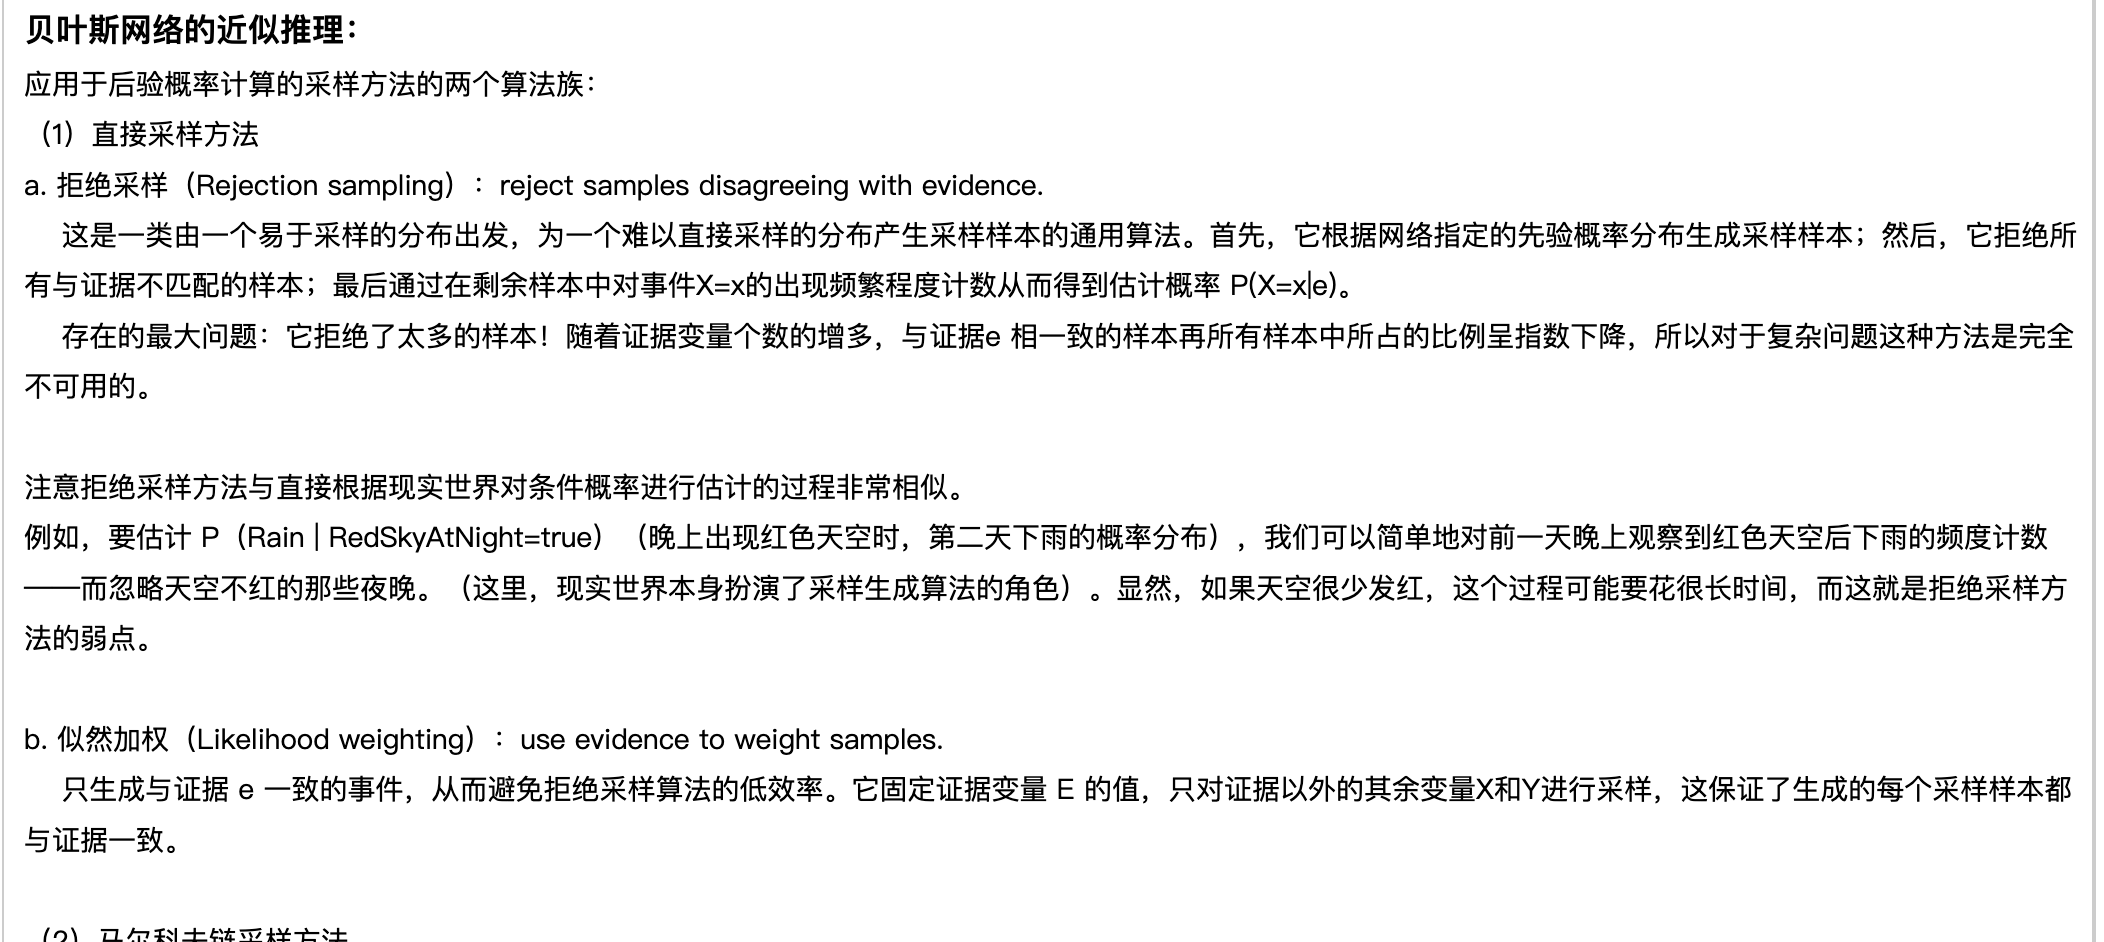 贝叶斯网络的近似推理：
应用于后验概率计算的采样方法的两个算法族：
（1）直接采样方法
a. 拒绝采样（Rejection sampling）：reject samples disagreeing with evidence.
这是一类由一个易于采样的分布出发，为一个难以直接采样的分布产生采样样本的通用算法。首先，它根据网络指定的先验概率分布生成采样样本；然后，它拒绝所
有与证据不匹配的样本；最后通过在剩余样本中对事件X=x的出现频繁程度计数从而得到估计概率 P(X=x|e)。
存在的最大问题：它拒绝了太多的样本！随着证据变量个数的增多，与证据e 相一致的样本再所有样本中所占的比例呈指数下降，所以对于复杂问题这种方法是完全
不可用的。
注意拒绝采样方法与直接根据现实世界对条件概率进行估计的过程非常相似。
例如，要估计 P（Rain | RedSkyAtNight=true）（晚上出现红色天空时，第二天下雨的概率分布），我们可以简单地对前一天晚上观察到红色天空后下雨的频度计数
——而忽略天空不红的那些夜晚。（这里，现实世界本身扮演了采样生成算法的角色）。显然，如果天空很少发红，这个过程可能要花很长时间，而这就是拒绝采样方
法的弱点。
b. 似然加权（Likelihood weighting）：use evidence to weight samples.
只生成与证据 e 一致的事件，从而避免拒绝采样算法的低效率。它固定证据变量 E 的值，只对证据以外的其余变量X和Y进行采样，这保证了生成的每个采样样本都
与证据一致。
（2）马尔科夫链采样方法